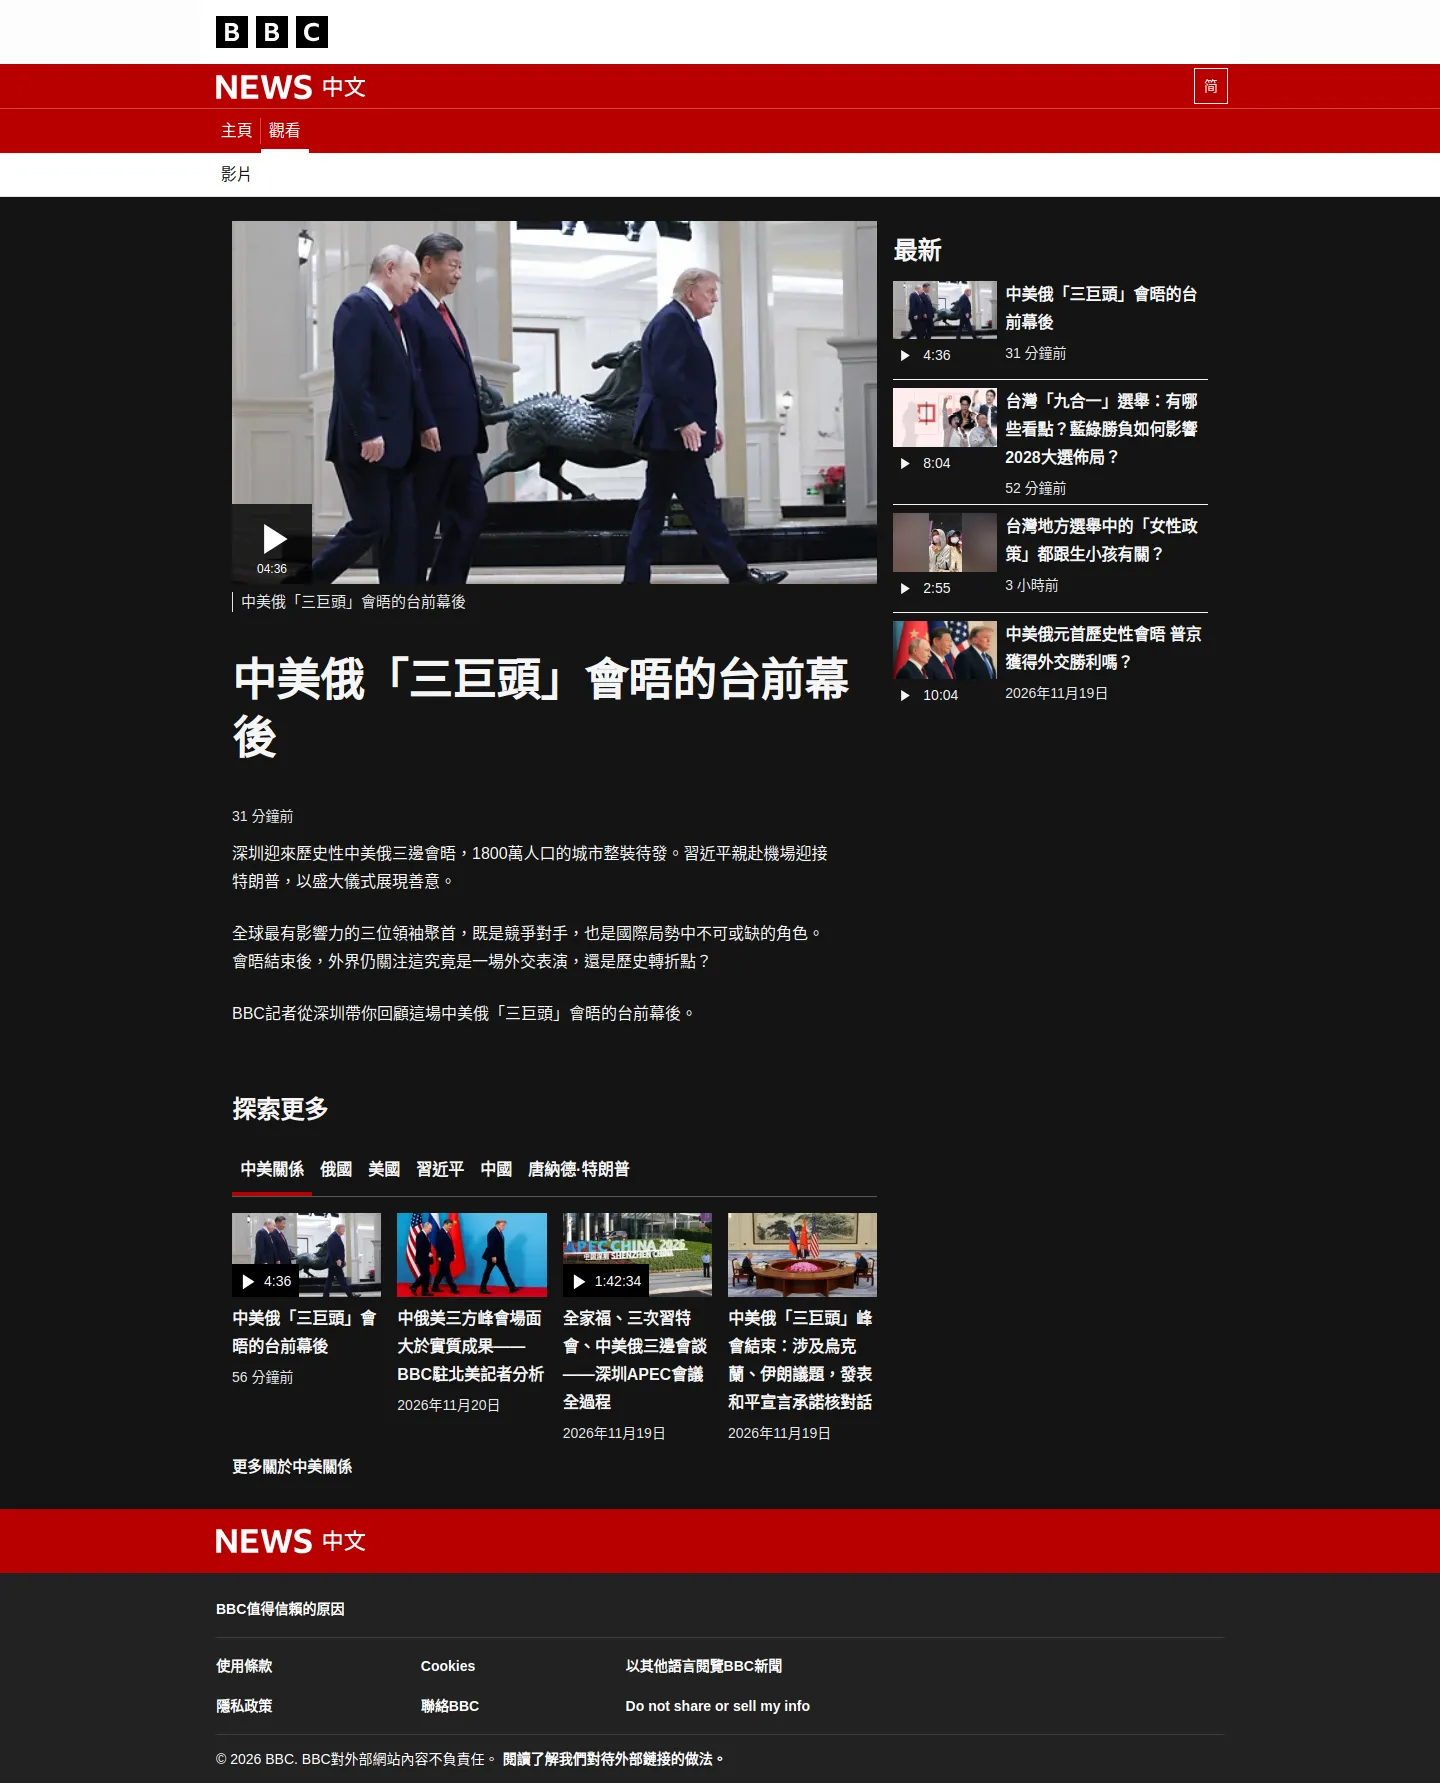 BBC
NEWS 中文
简
主頁
觀看
影片
04:36
中美俄「三巨頭」會晤的台前幕後
中美俄「三巨頭」會晤的台前幕
後
31 分鐘前
深圳迎來歷史性中美俄三邊會晤，1800萬人口的城市整裝待發。習近平親赴機場迎接
特朗普，以盛大儀式展現善意。
全球最有影響力的三位領袖聚首，既是競爭對手，也是國際局勢中不可或缺的角色。
會晤結束後，外界仍關注這究竟是一場外交表演，還是歷史轉折點？
BBC記者從深圳帶你回顧這場中美俄「三巨頭」會晤的台前幕後。
最新
中美俄「三巨頭」會晤的台
前幕後
4:36
31 分鐘前
台灣「九合一」選舉：有哪
些看點？藍綠勝負如何影響
2028大選佈局？
8:04
52 分鐘前
台灣地方選舉中的「女性政
策」都跟生小孩有關？
2:55
3 小時前
中美俄元首歷史性會晤 普京
獲得外交勝利嗎？
10:04
2026年11月19日
探索更多
中美關係
俄國
美國
習近平
中國
唐納德·特朗普
4:36
中美俄「三巨頭」會
晤的台前幕後
56 分鐘前
中俄美三方峰會場面
大於實質成果——
BBC駐北美記者分析
2026年11月20日
APEC CHINA 2026
中国深圳 SHENZHEN CHINA
1:42:34
全家福、三次習特
會、中美俄三邊會談
——深圳APEC會議
全過程
2026年11月19日
中美俄「三巨頭」峰
會結束：涉及烏克
蘭、伊朗議題，發表
和平宣言承諾核對話
2026年11月19日
更多關於中美關係
NEWS 中文
BBC值得信賴的原因
使用條款
Cookies
以其他語言閱覽BBC新聞
隱私政策
聯絡BBC
Do not share or sell my info
© 2026 BBC. BBC對外部網站內容不負責任。 閱讀了解我們對待外部鏈接的做法。